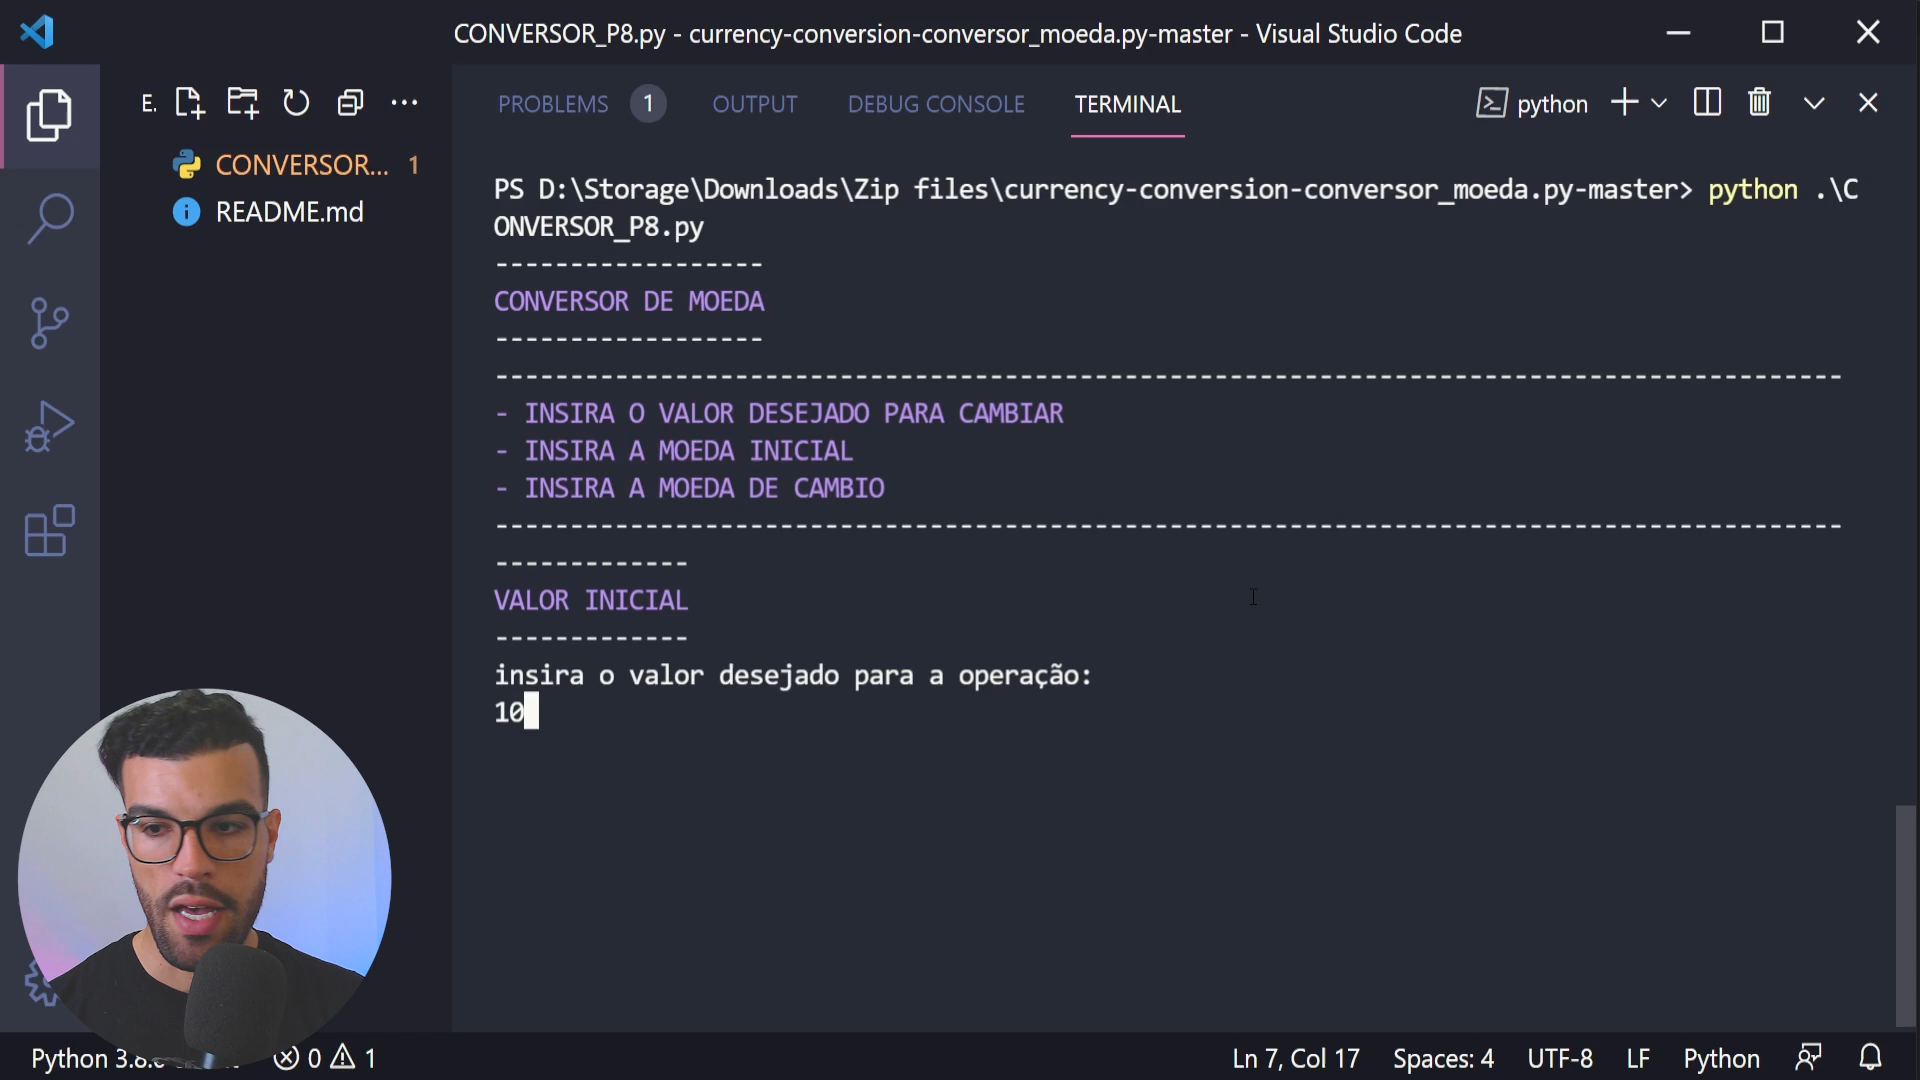 CONVERSOR_P8.py - currency-conversion-conversor_moeda.py-master - Visual Studio Code
E.
PROBLEMS 1 OUTPUT DEBUG CONSOLE TERMINAL python
CONVERSOR... 1
README.md
PS D:\Storage\Downloads\Zip files\currency-conversion-conversor_moeda.py-master> python .\C
ONVERSOR_P8.py
------------------
CONVERSOR DE MOEDA
------------------
------------------------------------------------------------------------------------------
- INSIRA O VALOR DESEJADO PARA CAMBIAR
- INSIRA A MOEDA INICIAL
- INSIRA A MOEDA DE CAMBIO
------------------------------------------------------------------------------------------
-------------
VALOR INICIAL
-------------
insira o valor desejado para a operação:
10
Python 3.8. 0 1 Ln 7, Col 17 Spaces: 4 UTF-8 LF Python